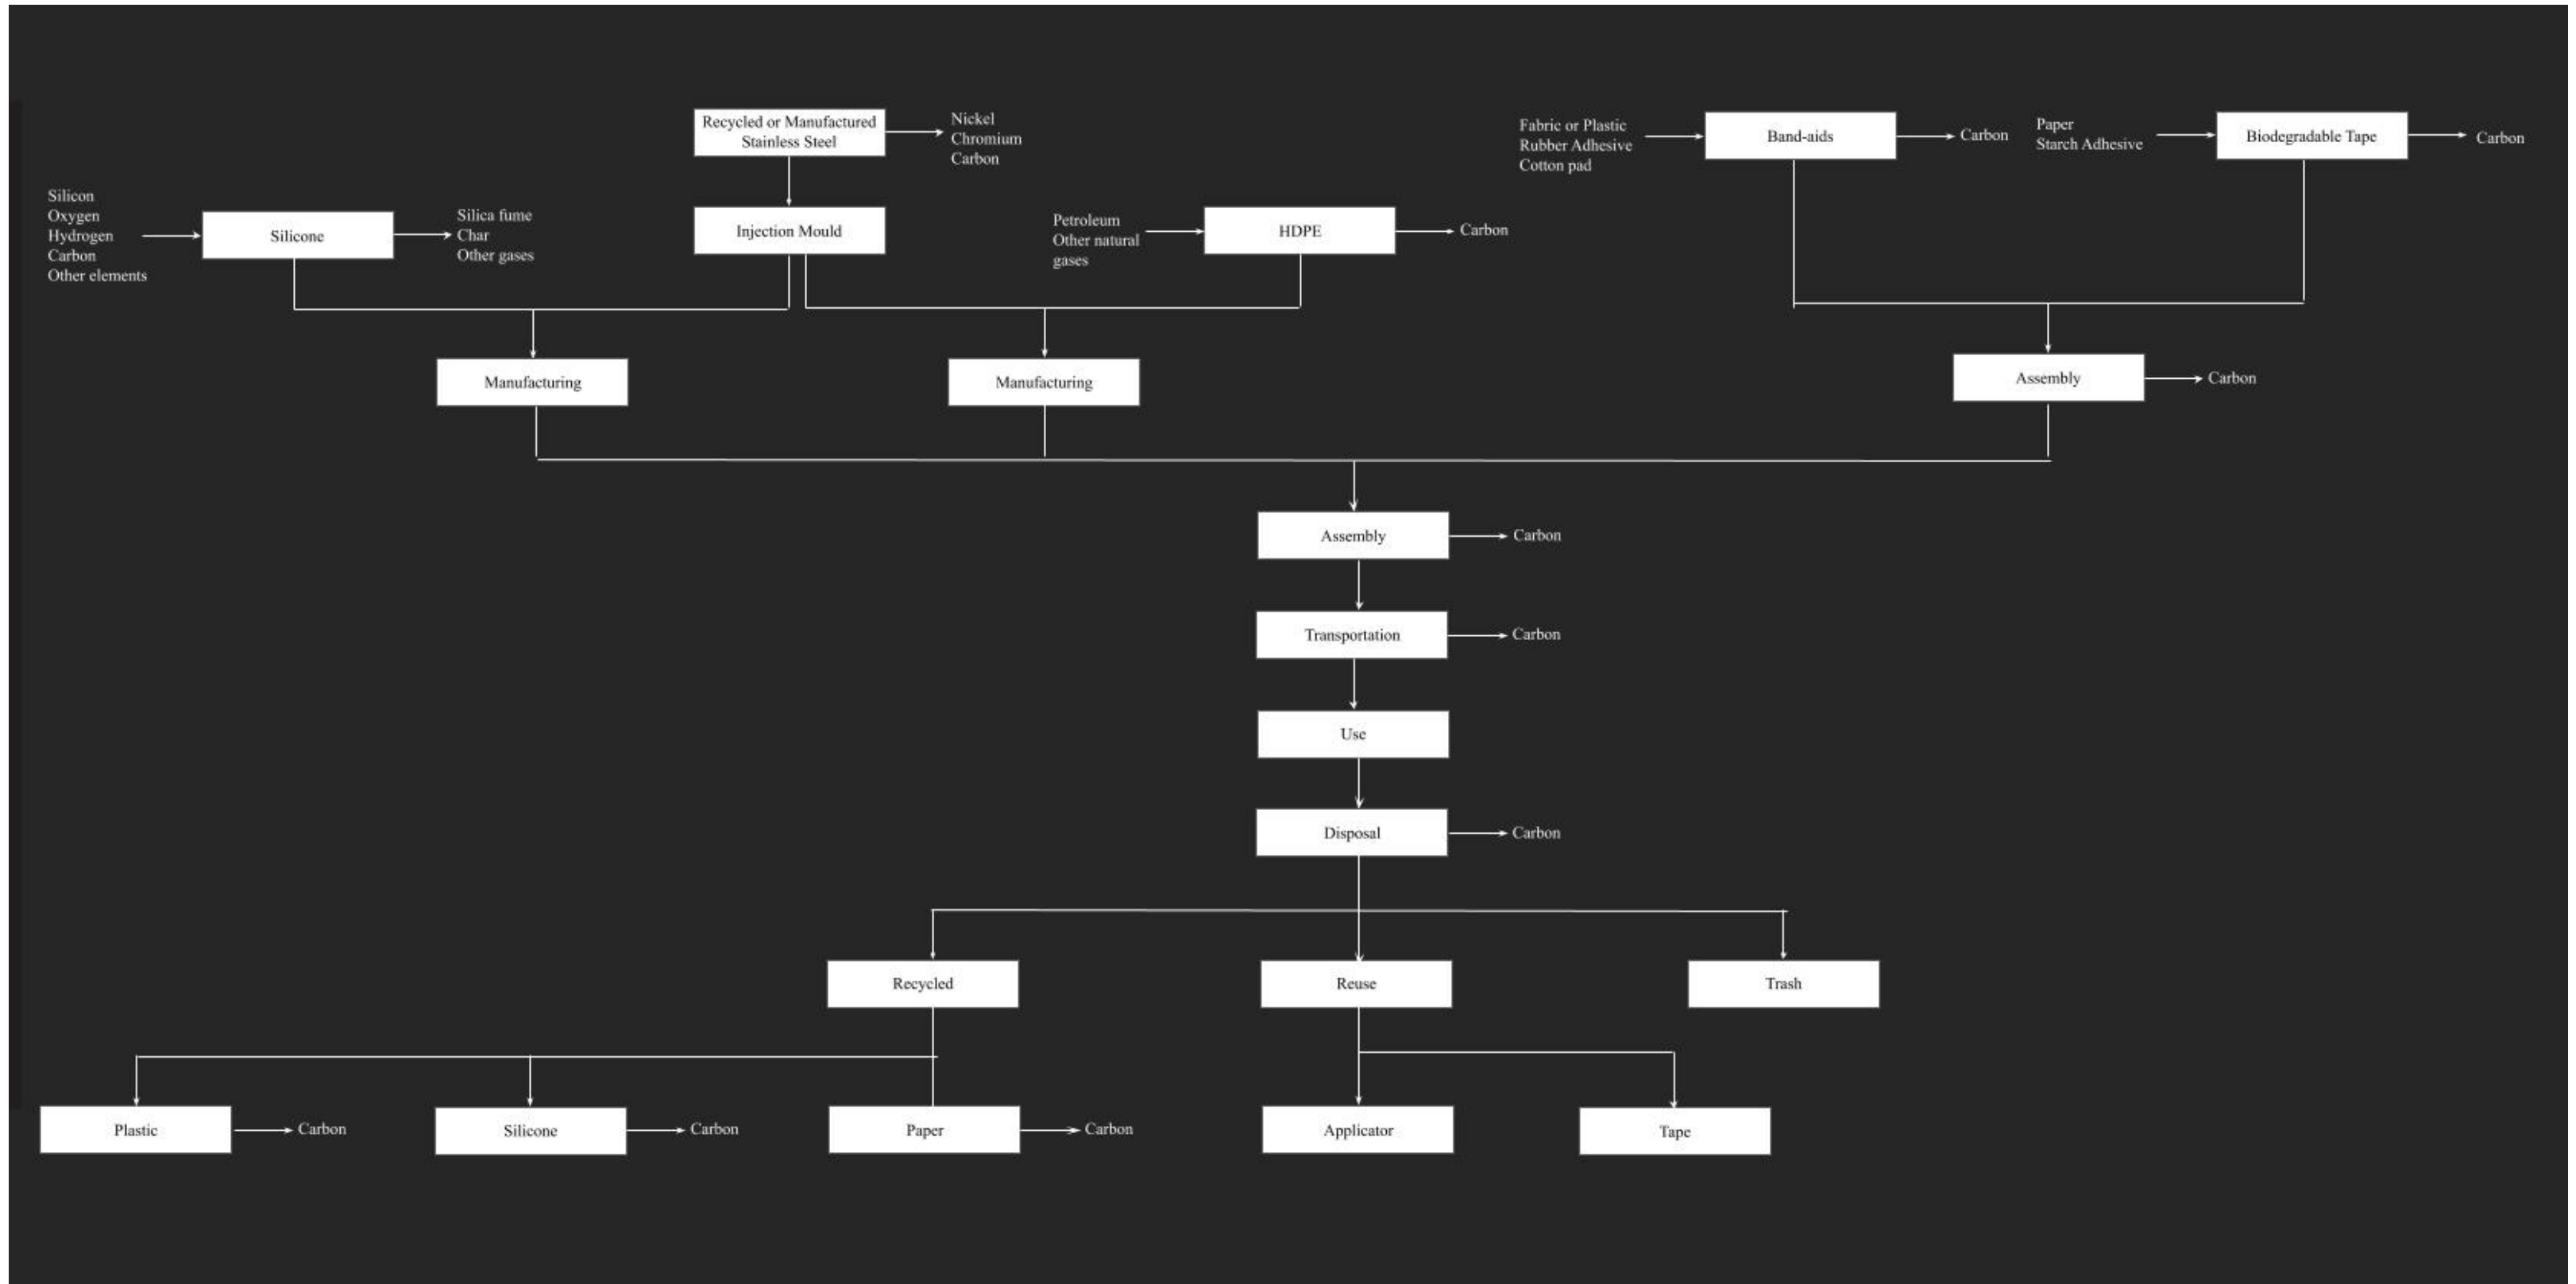 Recycled or Manufactured
Stainless Steel
Nickel
Chromium
Carbon
Fabric or Plastic
Rubber Adhesive
Cotton pad
Band-aids
Carbon
Paper
Starch Adhesive
Biodegradable Tape
Carbon
Silicon
Oxygen
Hydrogen
Carbon
Other elements
Silicone
Silica fume
Char
Other gases
Injection Mould
Petroleum
Other natural
gases
HDPE
Carbon
Manufacturing
Manufacturing
Assembly
Carbon
Assembly
Carbon
Transportation
Carbon
Use
Disposal
Carbon
Recycled
Reuse
Trash
Plastic
Carbon
Silicone
Carbon
Paper
Carbon
Applicator
Tape